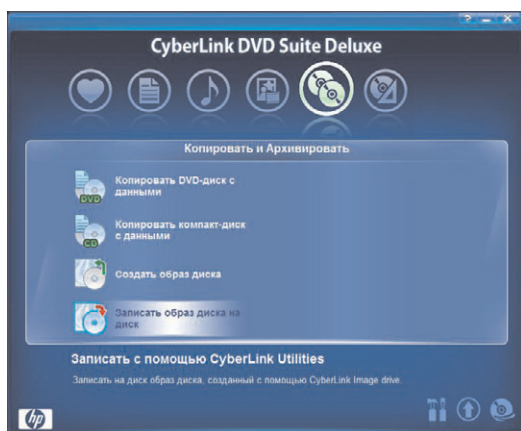 ? – X
CyberLink DVD Suite Deluxe
Копировать и Архивировать
Копировать DVD-диск с
данными
DVD
Копировать компакт-диск
с данными
CD
Создать образ диска
Записать образ диска на
диск
Записать с помощью CyberLink Utilities
Записать на диск образ диска, созданный с помощью CyberLink Image drive.
hp